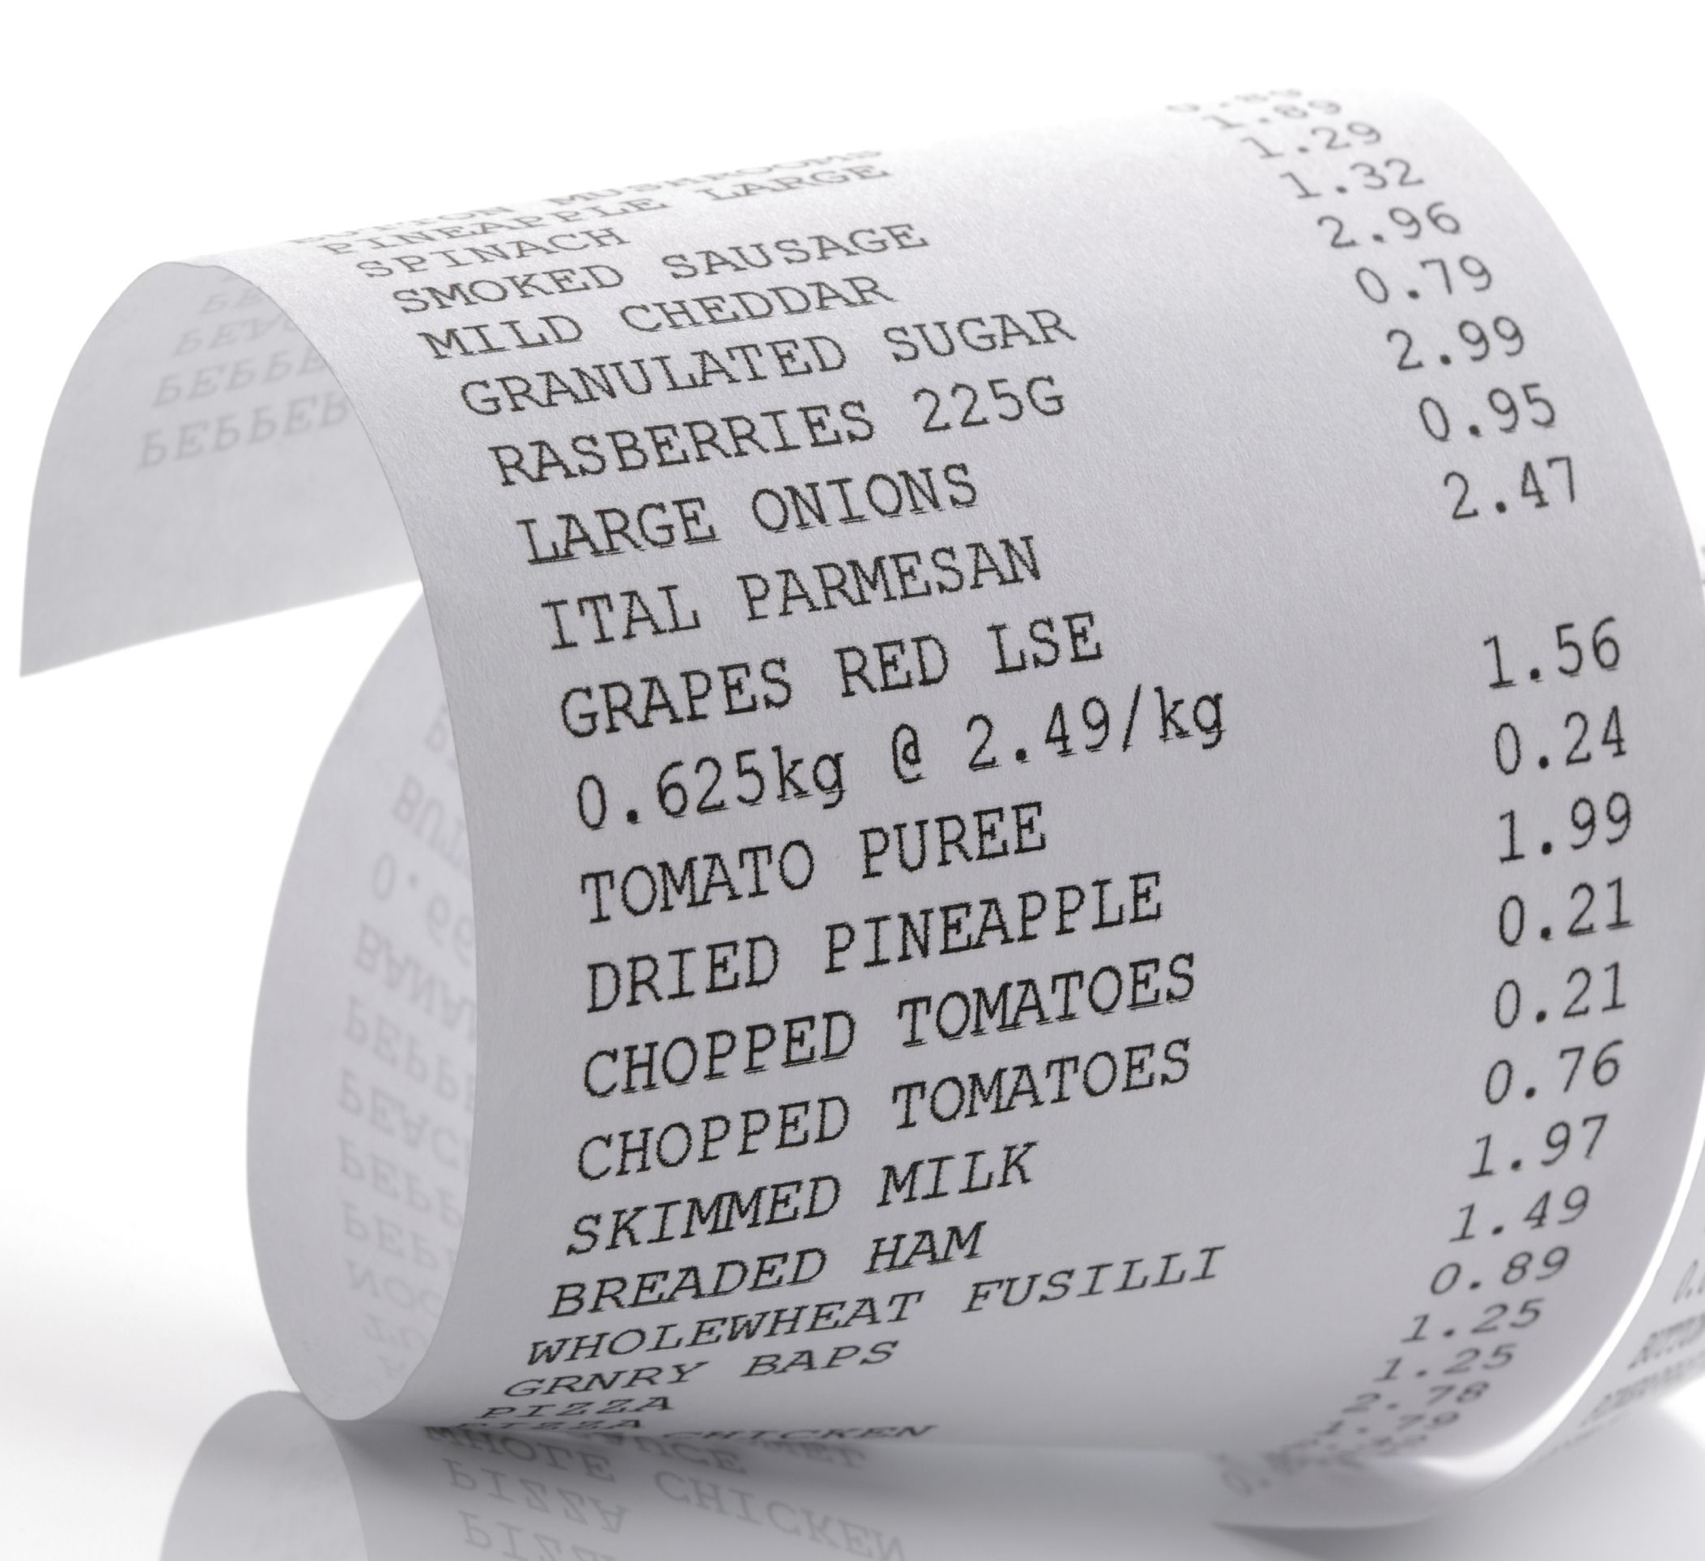 MUSHROOMS
PINEAPPLE LARGE 1.89
SPINACH 1.29
SMOKED SAUSAGE 1.32
MILD CHEDDAR 2.96
GRANULATED SUGAR 0.79
RASBERRIES 225G 2.99
LARGE ONIONS 0.95
ITAL PARMESAN 2.47
GRAPES RED LSE
0.625kg @ 2.49/kg 1.56
TOMATO PUREE 0.24
DRIED PINEAPPLE 1.99
CHOPPED TOMATOES 0.21
CHOPPED TOMATOES 0.21
SKIMMED MILK 0.76
BREADED HAM 1.97
WHOLEWHEAT FUSILLI 1.49
GRNRY BAPS 0.89
PIZZA 1.25
PIZZA 1.25
CHICKEN 2.78